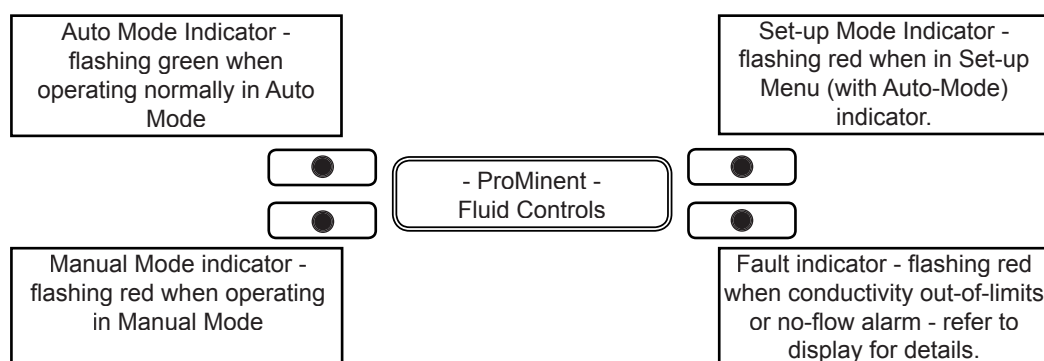 Auto Mode Indicator -
flashing green when
operating normally in Auto
Mode
Set-up Mode Indicator -
flashing red when in Set-up
Menu (with Auto-Mode)
indicator.
- ProMinent -
Fluid Controls
Manual Mode indicator -
flashing red when operating
in Manual Mode
Fault indicator - flashing red
when conductivity out-of-limits
or no-flow alarm - refer to
display for details.